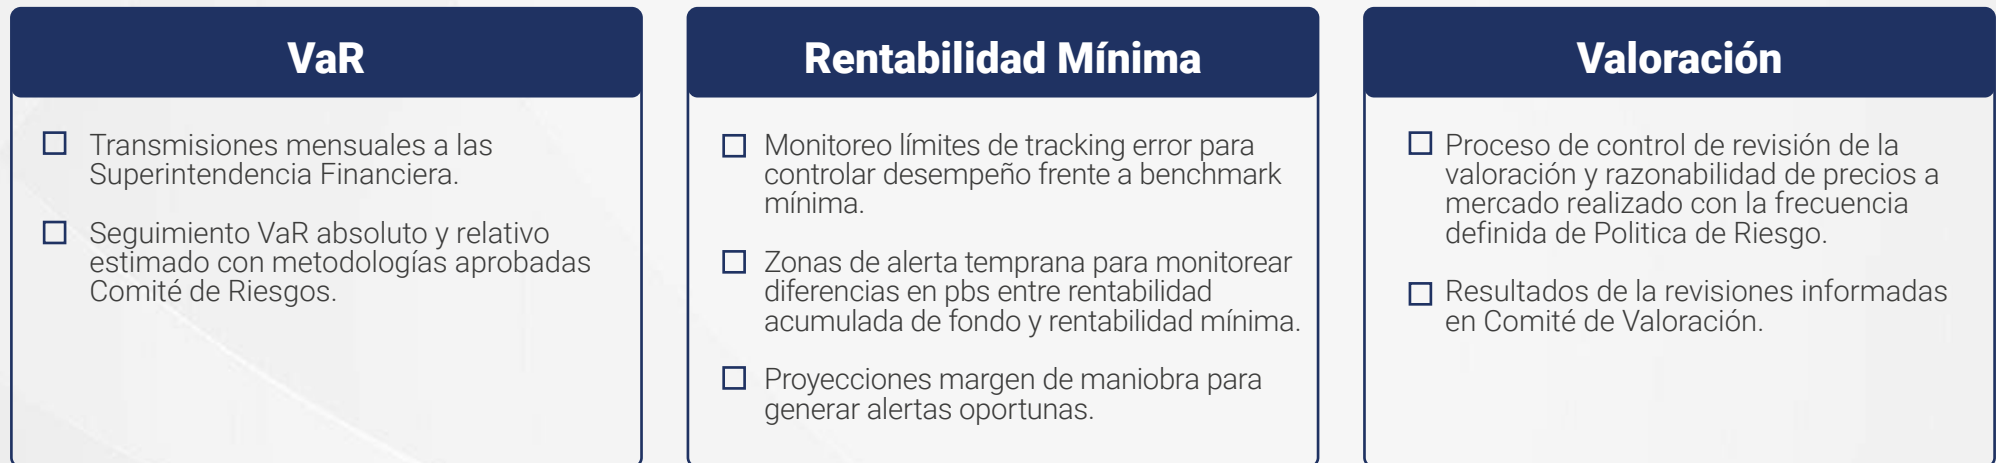 VaR
Transmisiones mensuales a las
Superintendencia Financiera.
Seguimiento VaR absoluto y relativo
estimado con metodologías aprobadas
Comité de Riesgos.
Rentabilidad Mínima
Monitoreo límites de tracking error para
controlar desempeño frente a benchmark
mínima.
Zonas de alerta temprana para monitorear
diferencias en pbs entre rentabilidad
acumulada de fondo y rentabilidad mínima.
Proyecciones margen de maniobra para
generar alertas oportunas.
Valoración
Proceso de control de revisión de la
valoración y razonabilidad de precios a
mercado realizado con la frecuencia
definida de Politica de Riesgo.
Resultados de la revisiones informadas
en Comité de Valoración.